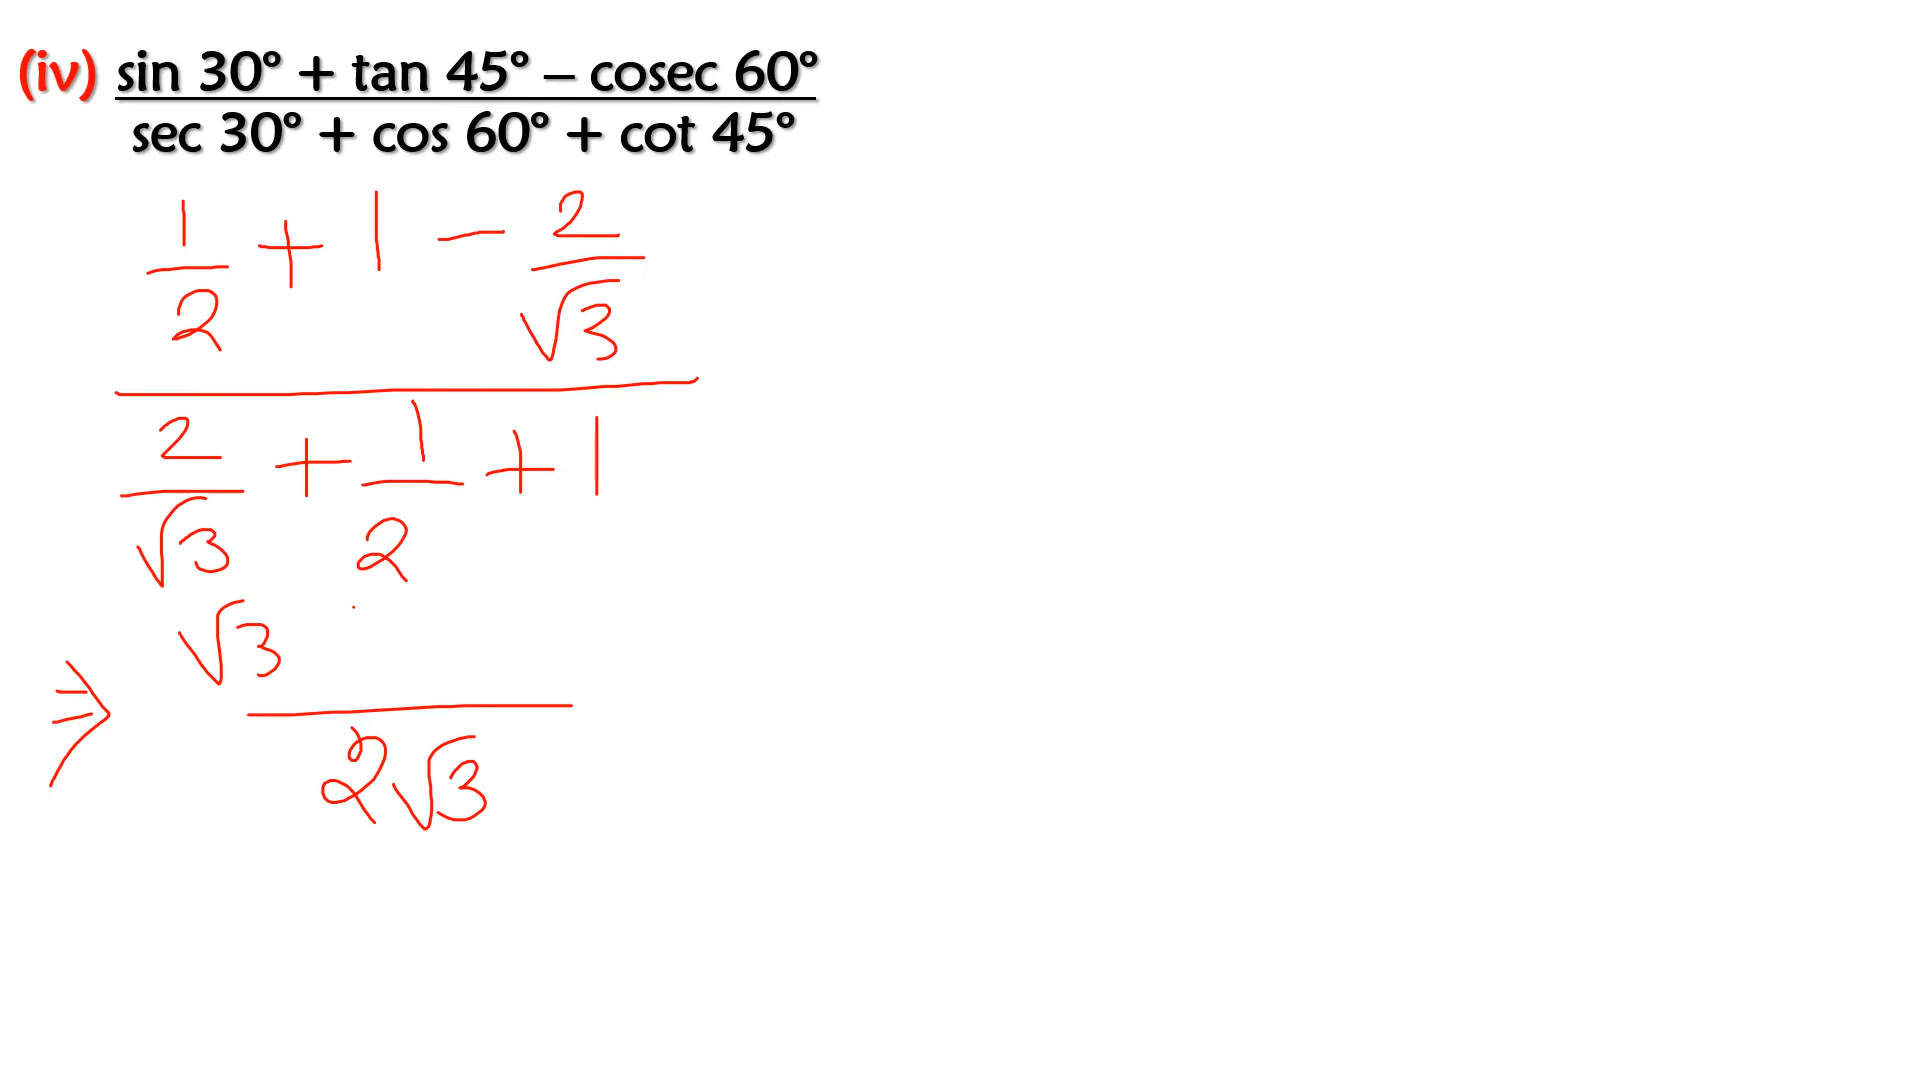 (iv) sin 30° + tan 45° – cosec 60°
sec 30° + cos 60° + cot 45°
1/2 + 1 − 2/√3
2/√3 + 1/2 + 1
⇒ √3
2√3